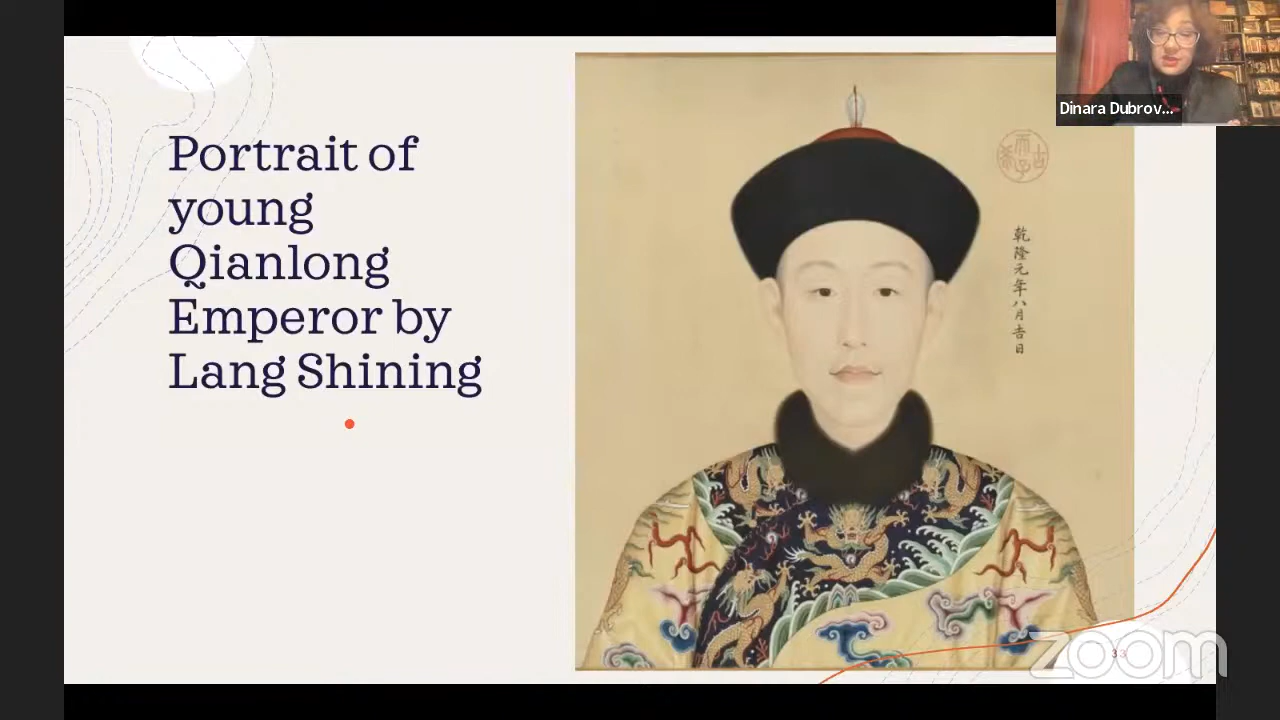 Portrait of
young
Qianlong
Emperor by
Lang Shining
乾隆元年八月吉日
Dinara Dubrov...
33
zoom